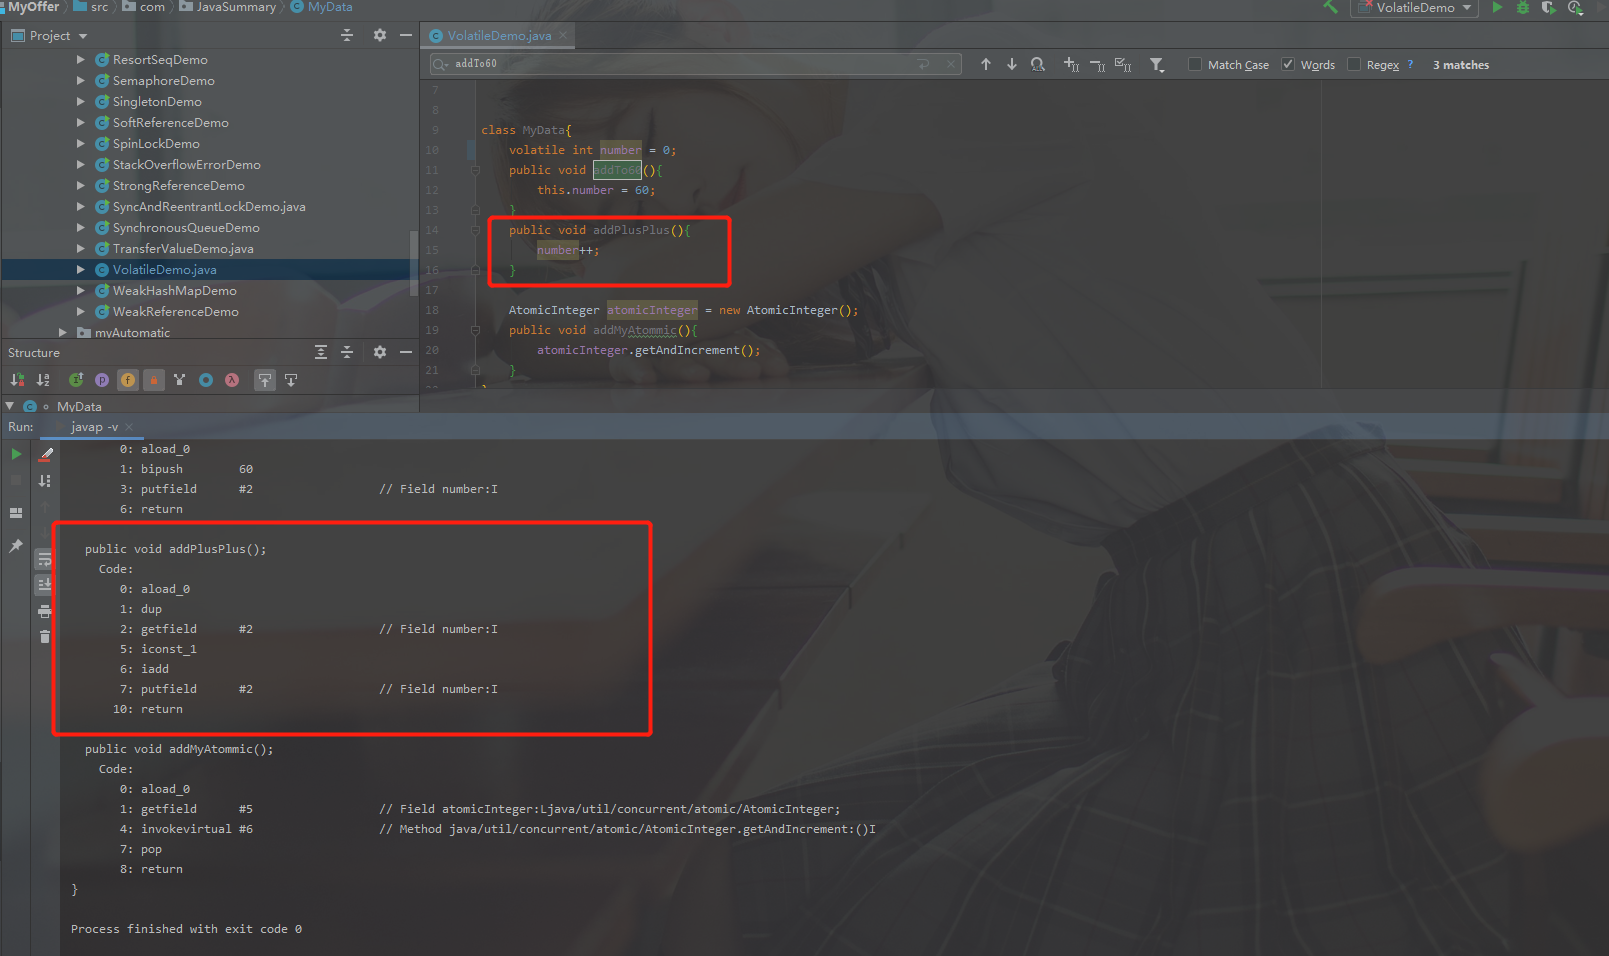 MyOffer src com JavaSummary MyData VolatileDemo
Project
VolatileDemo.java
ResortSeqDemo
SemaphoreDemo
SingletonDemo
SoftReferenceDemo
SpinLockDemo
StackOverflowErrorDemo
StrongReferenceDemo
SyncAndReentrantLockDemo.java
SynchronousQueueDemo
TransferValueDemo.java
VolatileDemo.java
WeakHashMapDemo
WeakReferenceDemo
myAutomatic
addTo60 Match Case Words Regex ? 3 matches
7
8
9 class MyData{
10 volatile int number = 0;
11 public void addTo60(){
12 this.number = 60;
13 }
14 public void addPlusPlus(){
15 number++;
16 }
17
18 AtomicInteger atomicInteger = new AtomicInteger();
19 public void addMyAtommic(){
20 atomicInteger.getAndIncrement();
21 }
Structure
MyData
Run: javap -v
0: aload_0
1: bipush 60
3: putfield #2 // Field number:I
6: return
public void addPlusPlus();
Code:
0: aload_0
1: dup
2: getfield #2 // Field number:I
5: iconst_1
6: iadd
7: putfield #2 // Field number:I
10: return
public void addMyAtommic();
Code:
0: aload_0
1: getfield #5 // Field atomicInteger:Ljava/util/concurrent/atomic/AtomicInteger;
4: invokevirtual #6 // Method java/util/concurrent/atomic/AtomicInteger.getAndIncrement:()I
7: pop
8: return
}
Process finished with exit code 0